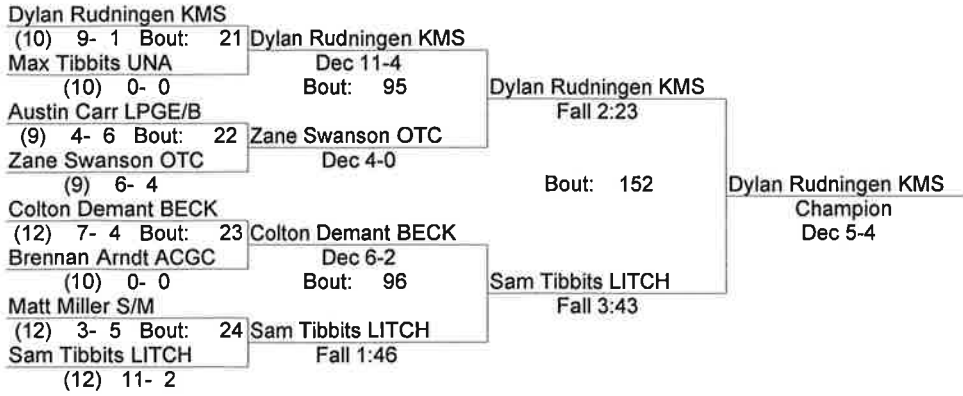 Dylan Rudningen KMS
(10) 9- 1 Bout: 21 Dylan Rudningen KMS
Max Tibbits UNA Dec 11-4
(10) 0- 0 Bout: 95 Dylan Rudningen KMS
Austin Carr LPGE/B Fall 2:23
(9) 4- 6 Bout: 22 Zane Swanson OTC
Zane Swanson OTC Dec 4-0
(9) 6- 4 Bout: 152 Dylan Rudningen KMS
Colton Demant BECK Champion
(12) 7- 4 Bout: 23 Colton Demant BECK Dec 5-4
Brennan Arndt ACGC Dec 6-2
(10) 0- 0 Bout: 96 Sam Tibbits LITCH
Matt Miller S/M Fall 3:43
(12) 3- 5 Bout: 24 Sam Tibbits LITCH
Sam Tibbits LITCH Fall 1:46
(12) 11- 2